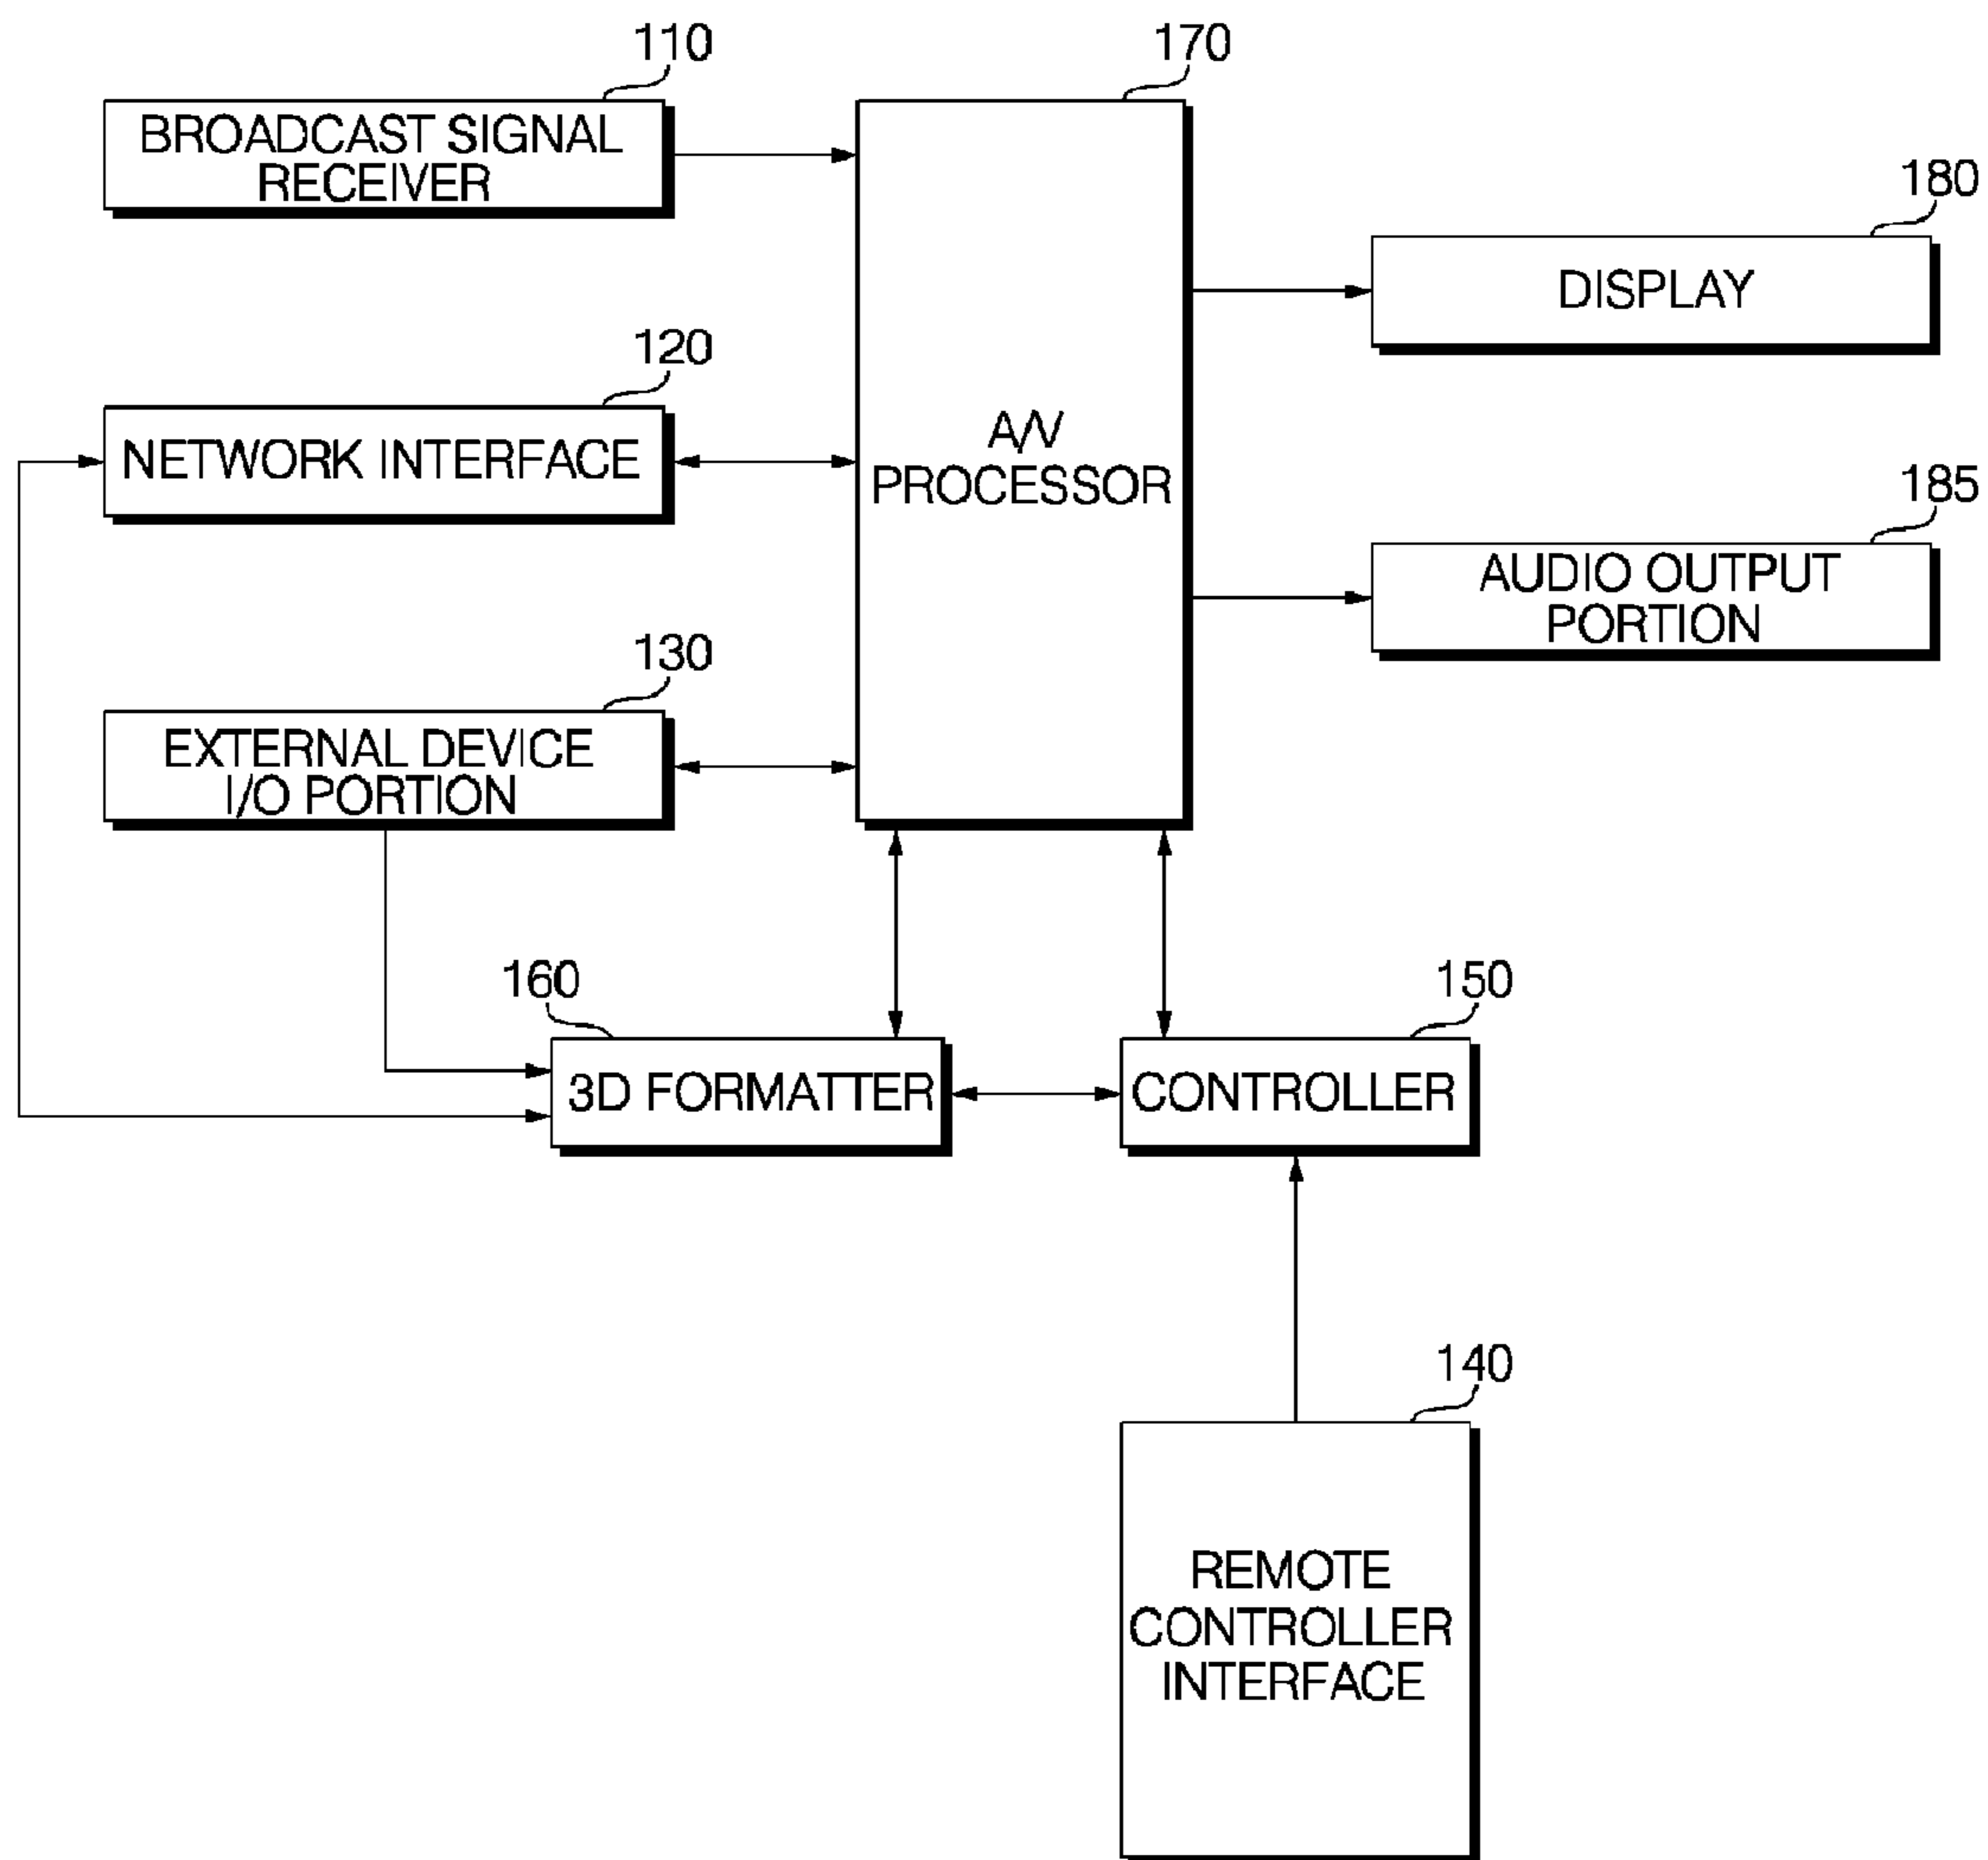 110
BROADCAST SIGNAL
RECEIVER
170
A/V
PROCESSOR
180
DISPLAY
120
NETWORK INTERFACE
185
AUDIO OUTPUT
PORTION
130
EXTERNAL DEVICE
I/O PORTION
160
3D FORMATTER
150
CONTROLLER
140
REMOTE
CONTROLLER
INTERFACE